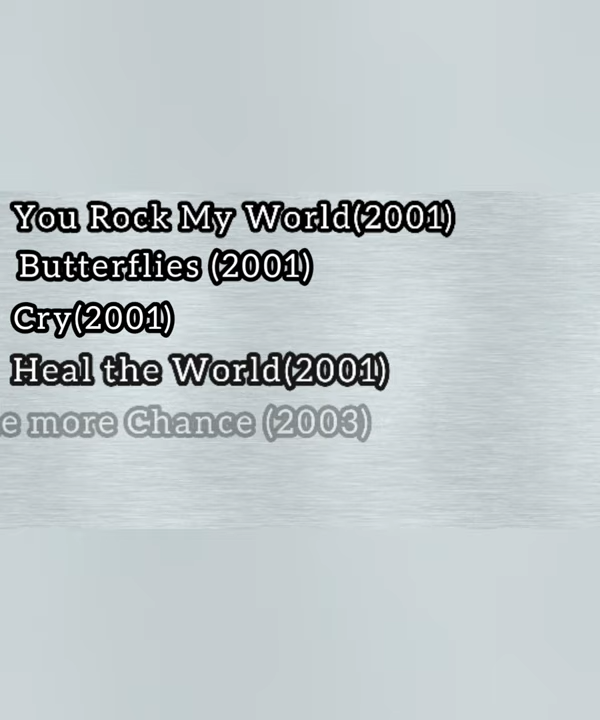 You Rock My World(2001)
Butterflies (2001)
Cry(2001)
Heal the World(2001)
e more Chance (2003)